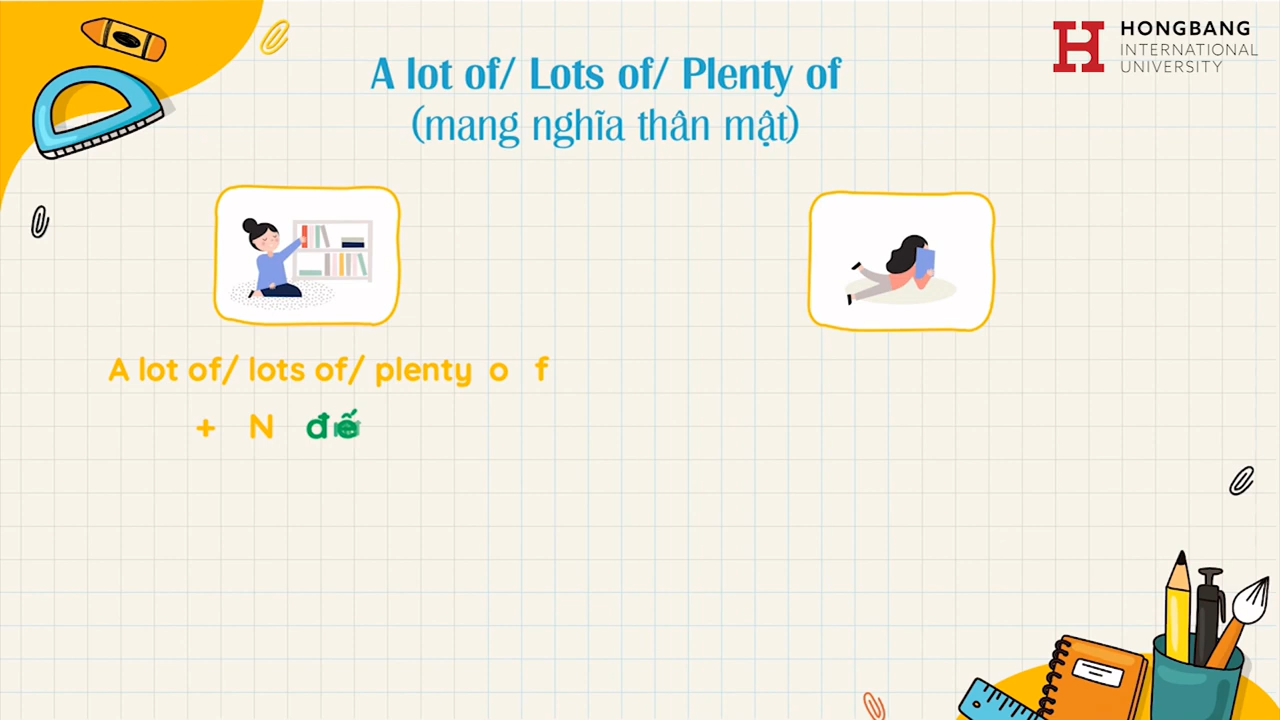 HONGBANG
INTERNATIONAL
UNIVERSITY
A lot of/ Lots of/ Plenty of
(mang nghĩa thân mật)
A lot of/ lots of/ plenty o f
+ N đế